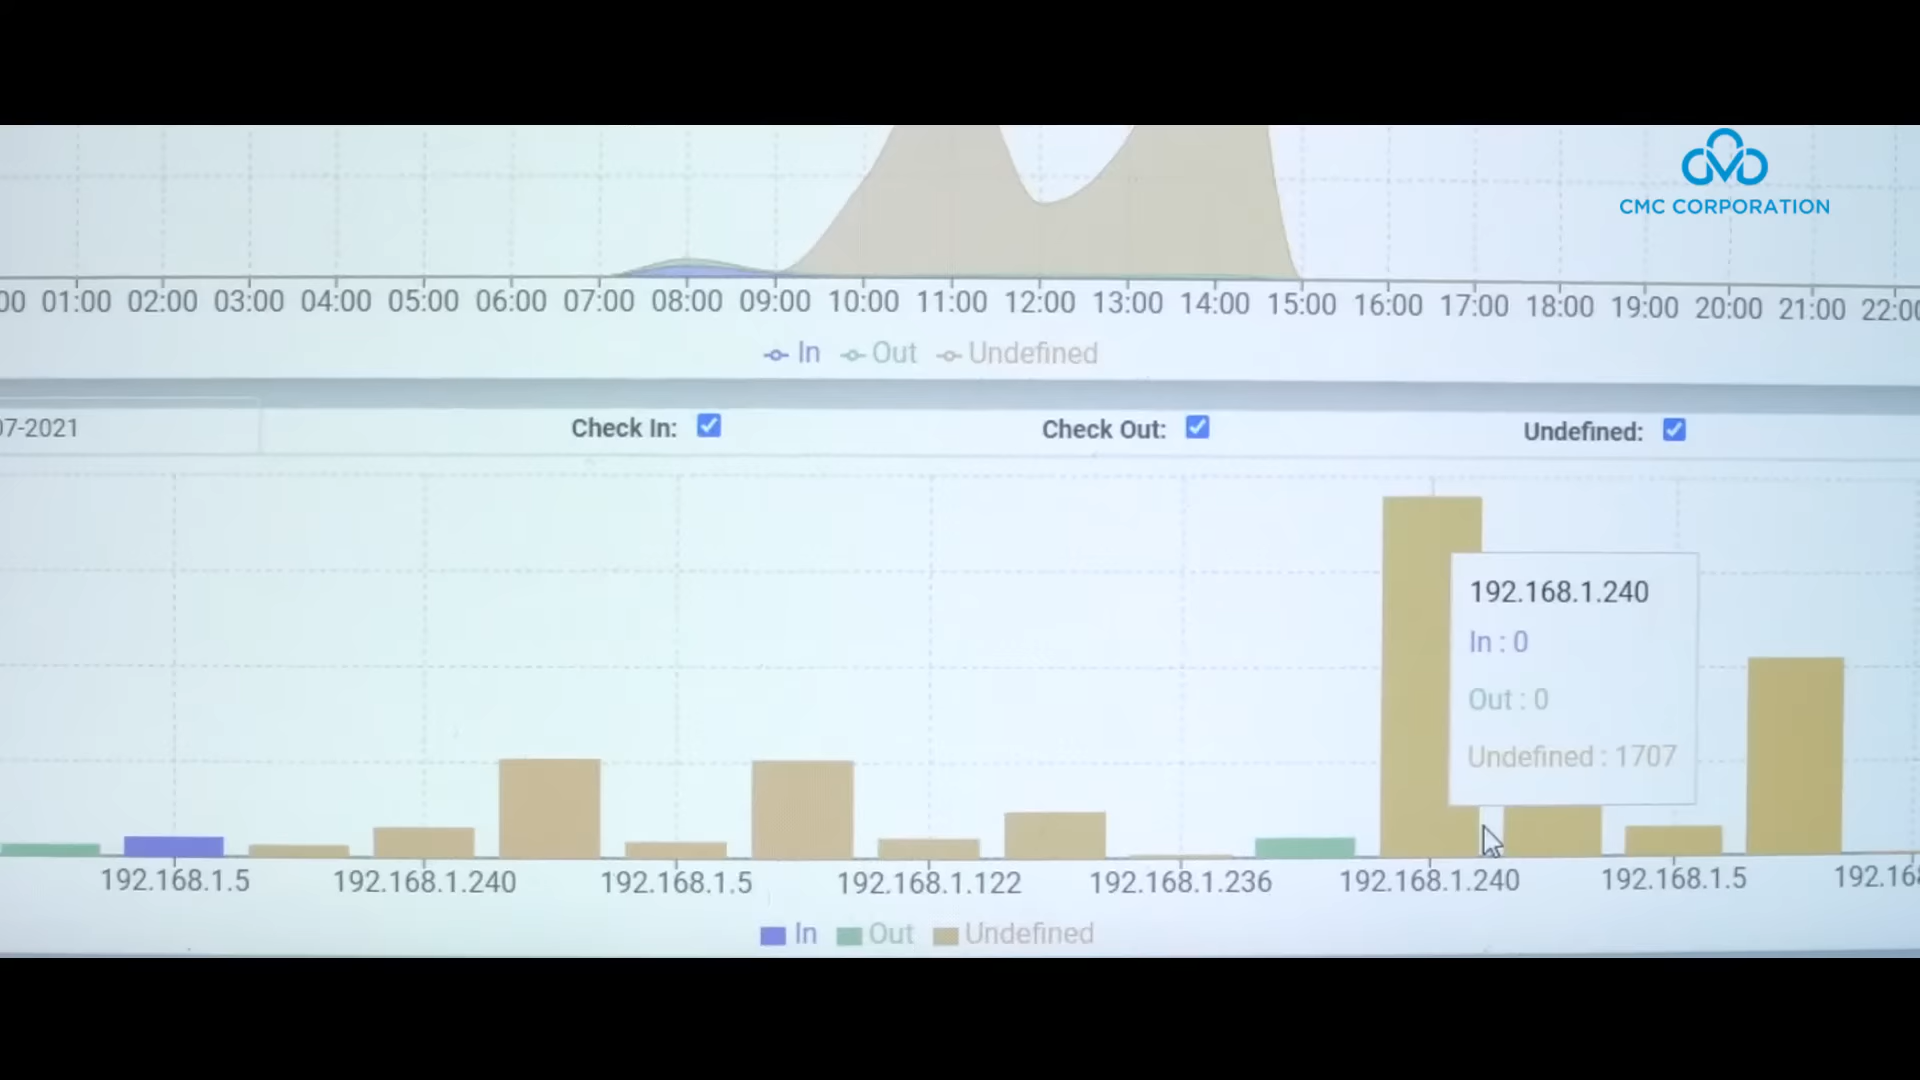 CMC CORPORATION
00 01:00 02:00 03:00 04:00 05:00 06:00 07:00 08:00 09:00 10:00 11:00 12:00 13:00 14:00 15:00 16:00 17:00 18:00 19:00 20:00 21:00 22:00
In Out Undefined
07-2021 Check In: Check Out: Undefined:
192.168.1.240
In : 0
Out : 0
Undefined : 1707
192.168.1.5 192.168.1.240 192.168.1.5 192.168.1.122 192.168.1.236 192.168.1.240 192.168.1.5 192.16
In Out Undefined